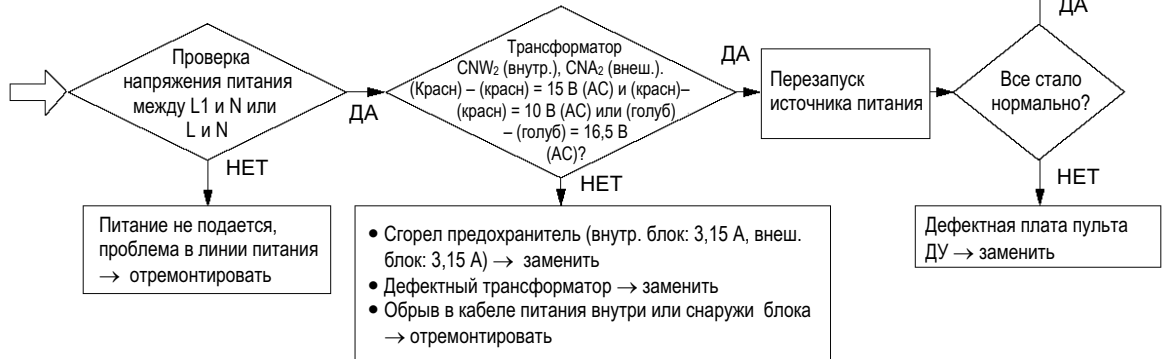 ДА
Проверка
напряжения питания
между L1 и N или
L и N
ДА
НЕТ
Питание не подается,
проблема в линии питания
→ отремонтировать
Трансформатор
CNW₂ (внутр.), CNA₂ (внеш.).
(Красн) – (красн) = 15 В (АС) и (красн)–
(красн) = 10 В (АС) или (голуб)
– (голуб) = 16,5 В
(АС)?
ДА
НЕТ
• Сгорел предохранитель (внутр. блок: 3,15 А, внеш.
блок: 3,15 А) → заменить
• Дефектный трансформатор → заменить
• Обрыв в кабеле питания внутри или снаружи блока
→ отремонтировать
Перезапуск
источника питания
Все стало
нормально?
НЕТ
Дефектная плата пульта
ДУ → заменить